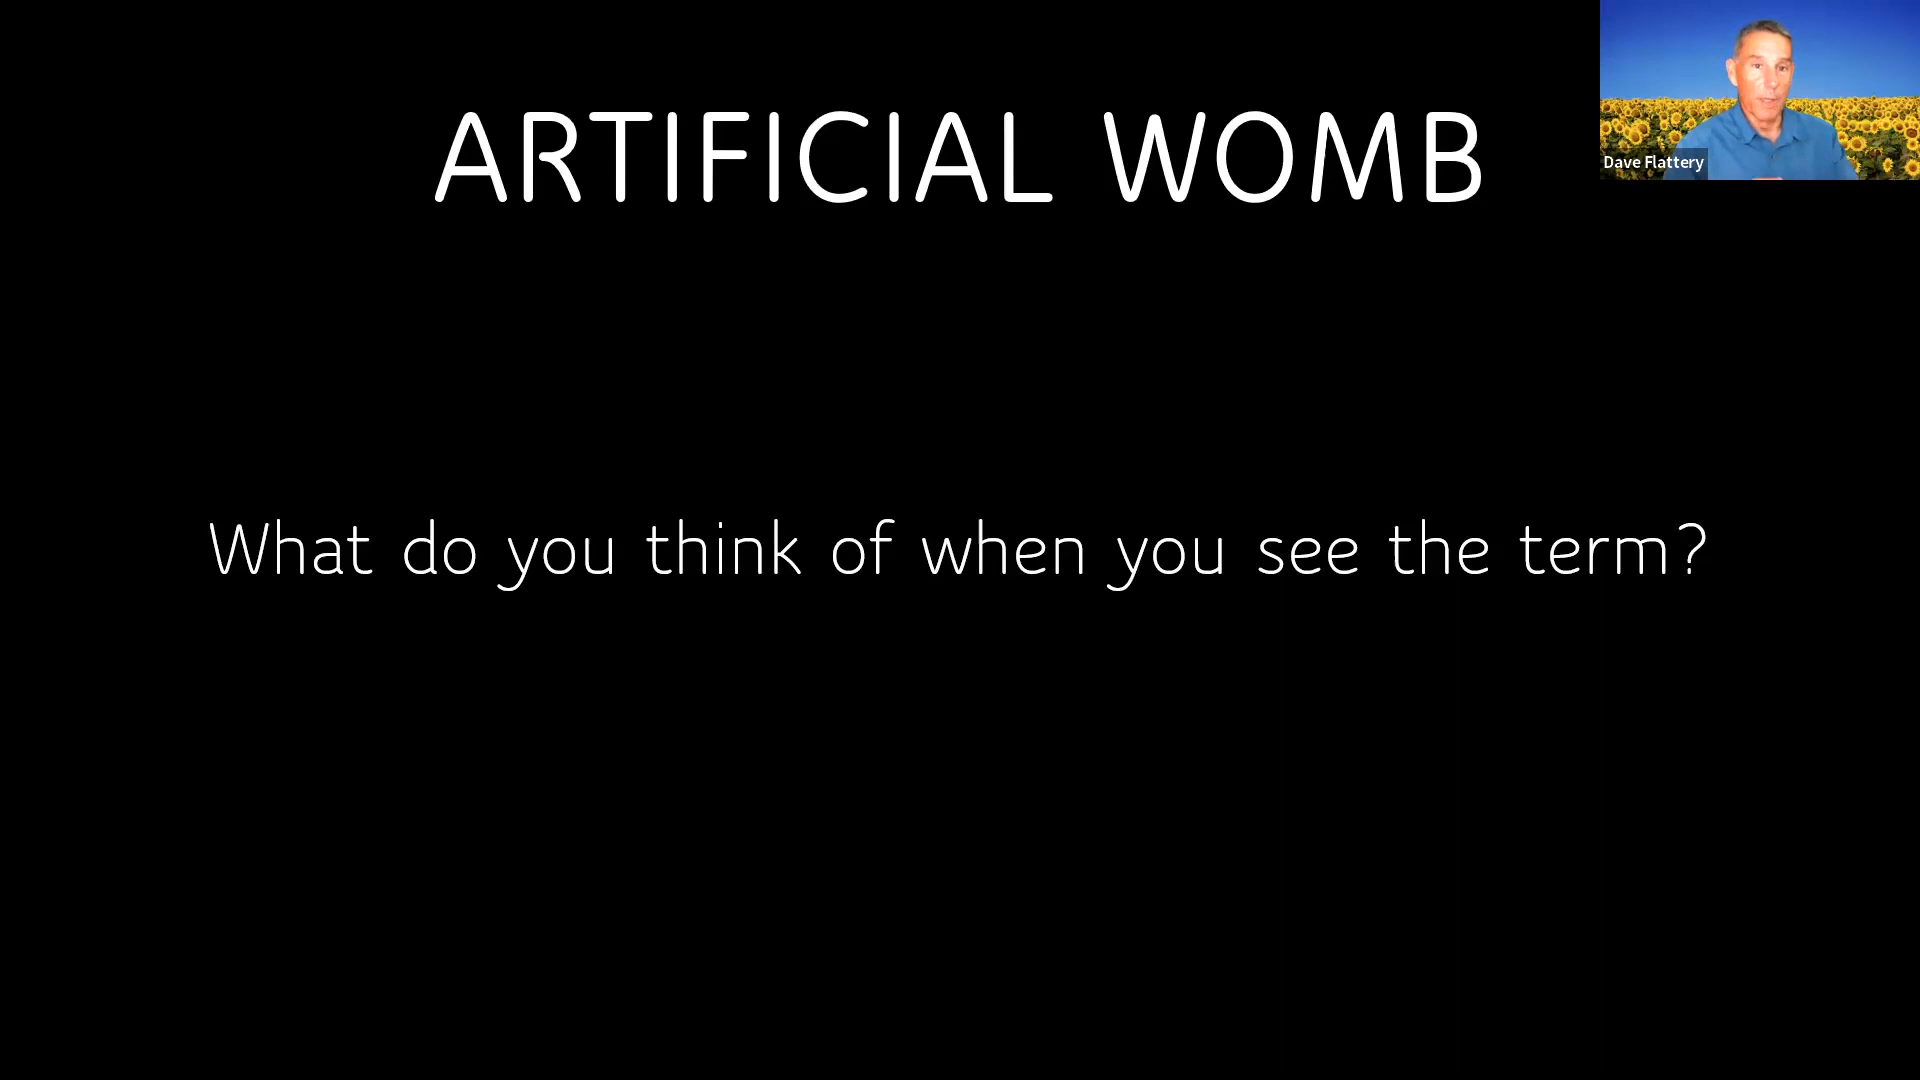 ARTIFICIAL WOMB
Dave Flattery
What do you think of when you see the term?